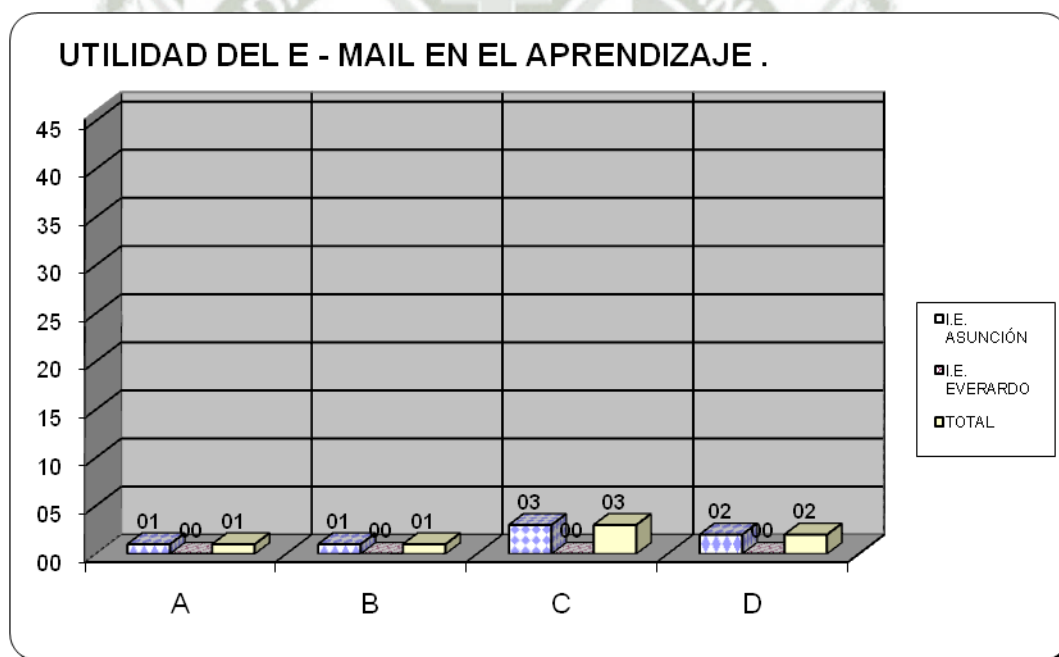 UTILIDAD DEL E - MAIL EN EL APRENDIZAJE .
45
40
35
30
25
20
15
10
05
00
01 00 01
01 00 01
03 00 03
02 00 02
A B C D
I.E.
ASUNCIÓN
I.E.
EVERARDO
TOTAL